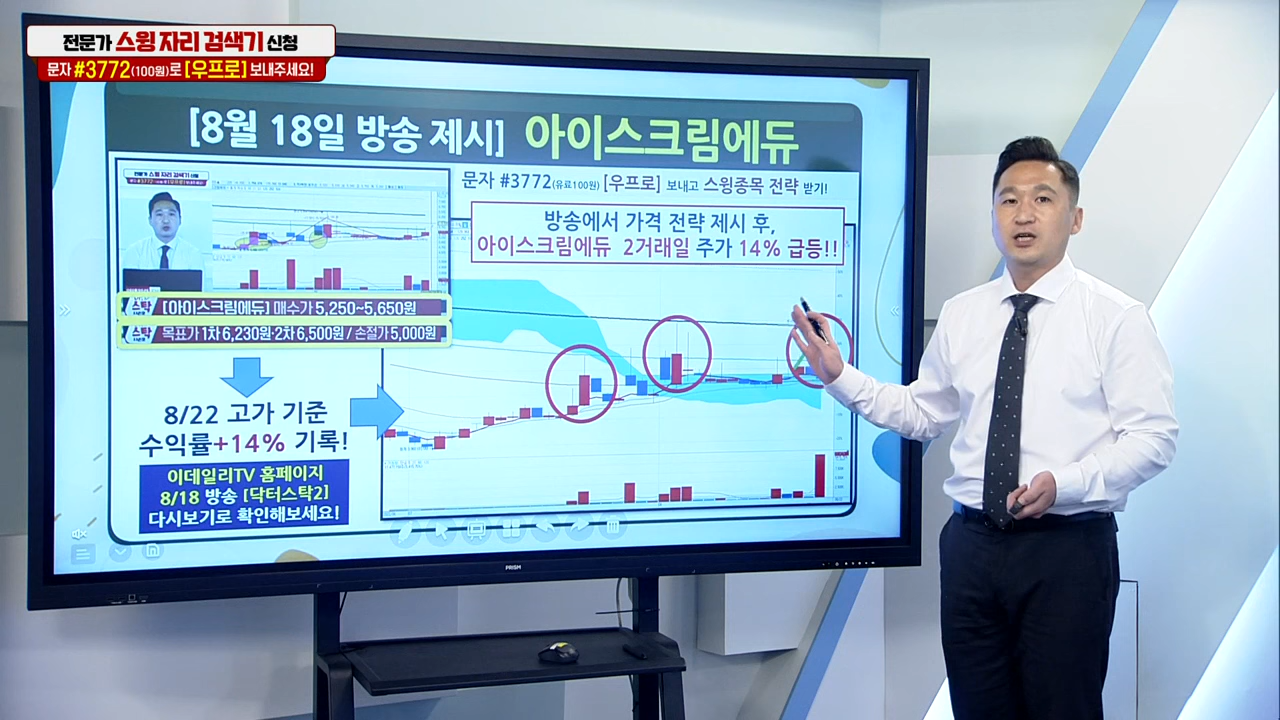 전문가 스윙 자리 검색기 신청
문자 #3772(100원)로 [우프로] 보내주세요!
[8월 18일 방송 제시] 아이스크림에듀
문자 #3772(유료100원) [우프로] 보내고 스윙종목 전략 받기!
방송에서 가격 전략 제시 후,
아이스크림에듀 2거래일 주가 14% 급등!!
[아이스크림에듀] 매수가 5,250~5,650원
목표가 1차 6,230원·2차 6,500원 / 손절가 5,000원
8/22 고가 기준
수익률+14% 기록!
이데일리TV 홈페이지
8/18 방송 [닥터스탁2]
다시보기로 확인해보세요!
PRISM